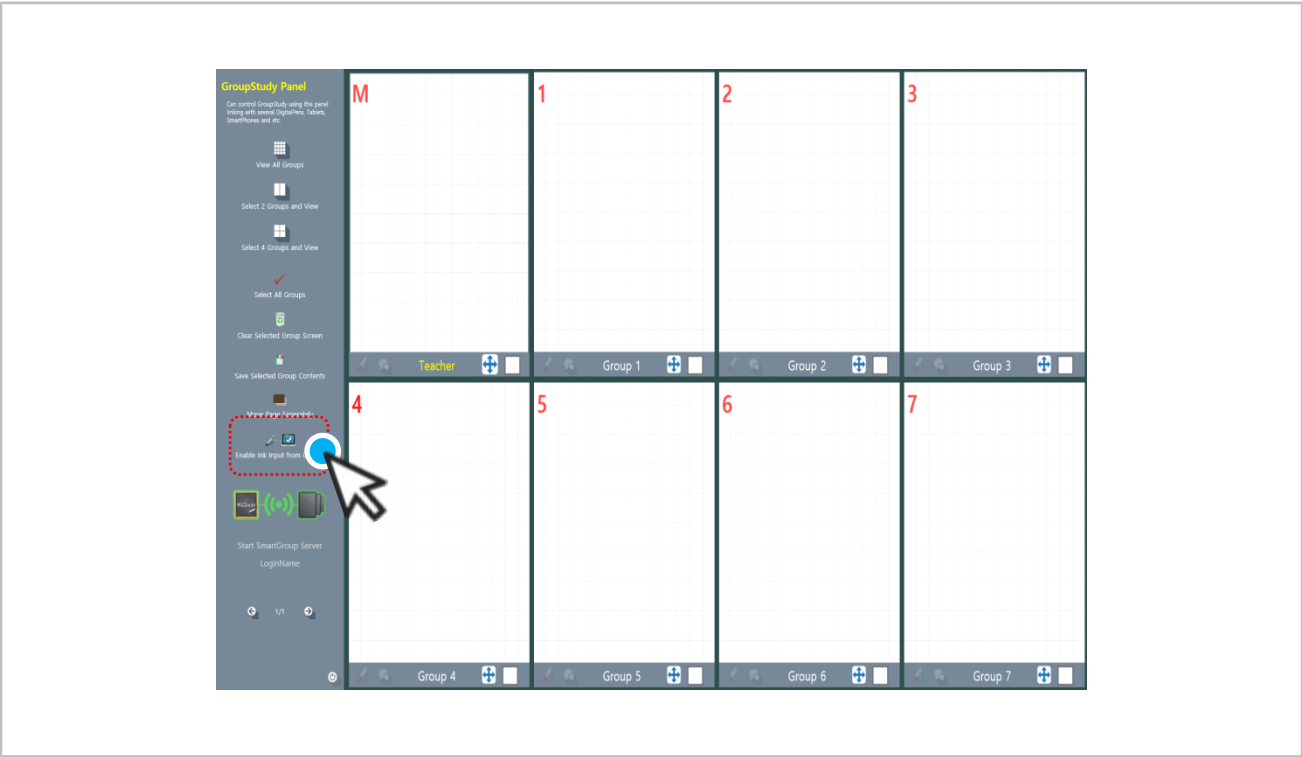 GroupStudy Panel
Can control GroupStudy using this panel
linking with several DigitalPens, Tablets,
SmartPhones and etc.
View All Groups
Select 2 Groups and View
Select 4 Groups and View
Select All Groups
Clear Selected Group Screen
Save Selected Group Contents
Move Page Separately
Enable Ink Input from
Start SmartGroup Server
LoginName
1/1
M
1
2
3
Teacher
Group 1
Group 2
Group 3
4
5
6
7
Group 4
Group 5
Group 6
Group 7